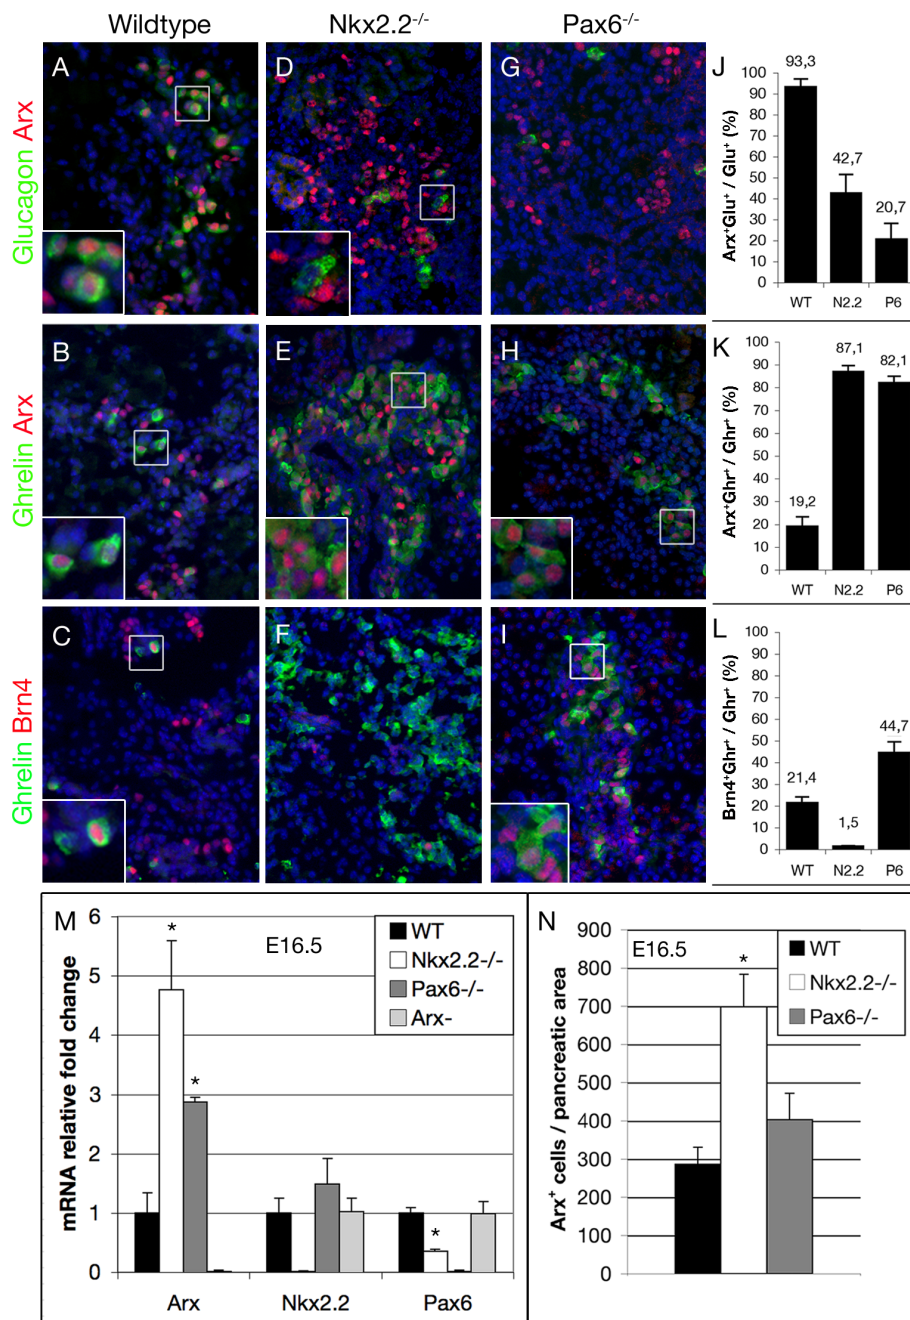 Wildtype Nkx2.2-/- Pax6-/-
Glucagon Arx
A
D
G
J
100
90
80
70
60
50
40
30
20
10
0
93,3
42,7
20,7
Arx+Glu+ / Glu+ (%)
WT N2.2 P6
Ghrelin Arx
B
E
H
K
100
90
80
70
60
50
40
30
20
10
0
19,2
87,1
82,1
Arx+Ghr+ / Ghr+ (%)
WT N2.2 P6
Ghrelin Brn4
C
F
I
L
100
90
80
70
60
50
40
30
20
10
0
21,4
1,5
44,7
Brn4+Ghr+ / Ghr+ (%)
WT N2.2 P6
M
E16.5
mRNA relative fold change
6
5
4
3
2
1
0
*
*
*
WT
Nkx2.2-/-
Pax6-/-
Arx-
Arx Nkx2.2 Pax6
N
E16.5
Arx+ cells / pancreatic area
900
800
700
600
500
400
300
200
100
0
*
WT
Nkx2.2-/-
Pax6-/-